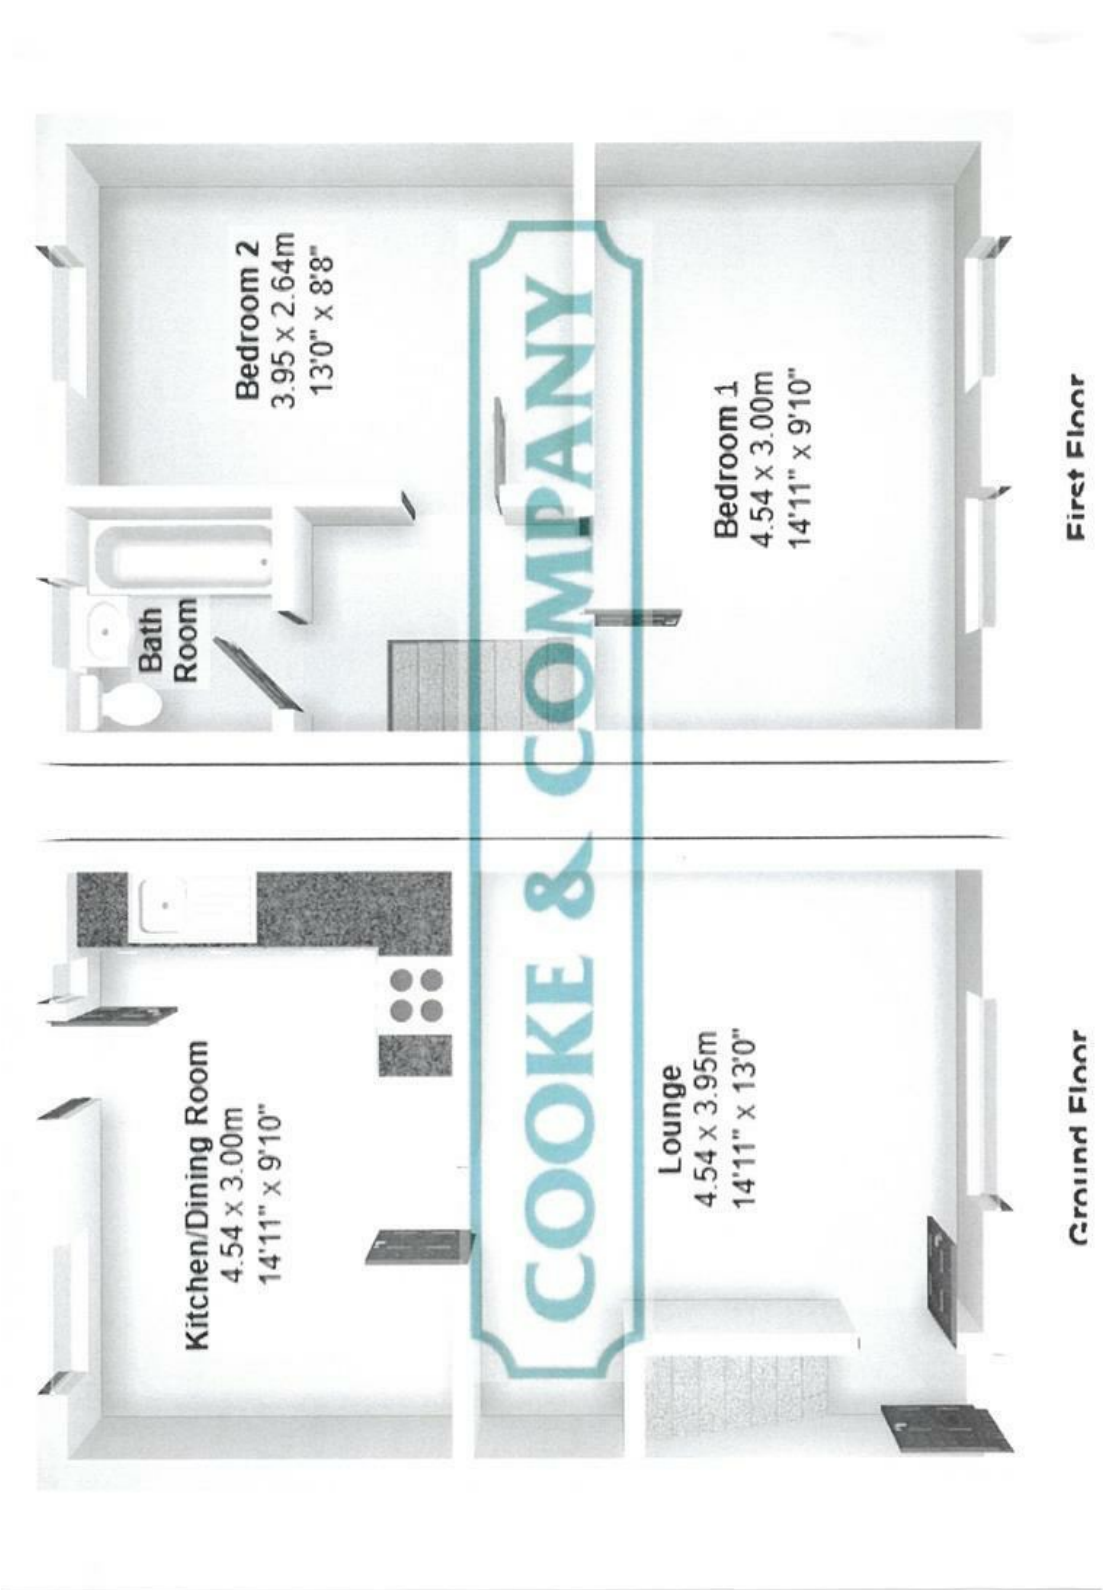 Kitchen/Dining Room
4.54 x 3.00m
14'11" x 9'10"
Lounge
4.54 x 3.95m
14'11" x 13'0"
Ground Floor
Bath
Room
Bedroom 2
3.95 x 2.64m
13'0" x 8'8"
Bedroom 1
4.54 x 3.00m
14'11" x 9'10"
First Floor
COOKE & COMPANY